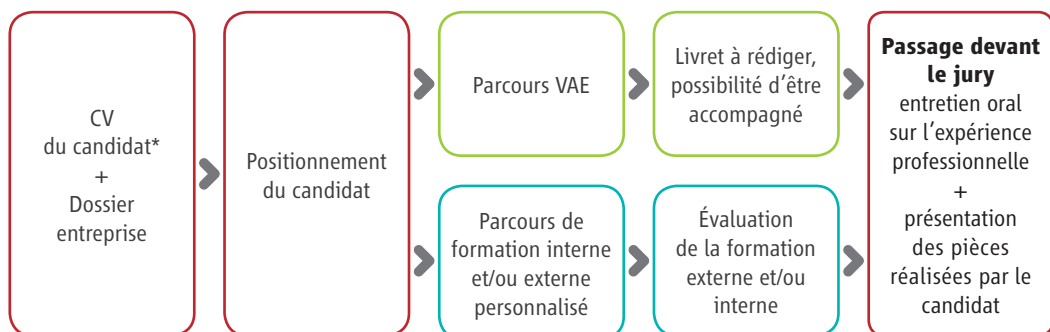 CV
du candidat*
+
Dossier
entreprise
Positionnement
du candidat
Parcours VAE
Livret à rédiger,
possibilité d’être
accompagné
Parcours de
formation interne
et/ou externe
personnalisé
Évaluation
de la formation
externe et/ou
interne
Passage devant
le jury
entretien oral
sur l’expérience
professionnelle
+
présentation
des pièces
réalisées par le
candidat